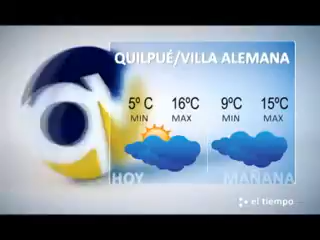 QUILPUÉ/VILLA ALEMANA
5º C 16ºC 9ºC 15ºC
MIN MAX MIN MAX
HOY MAÑANA
el tiempo